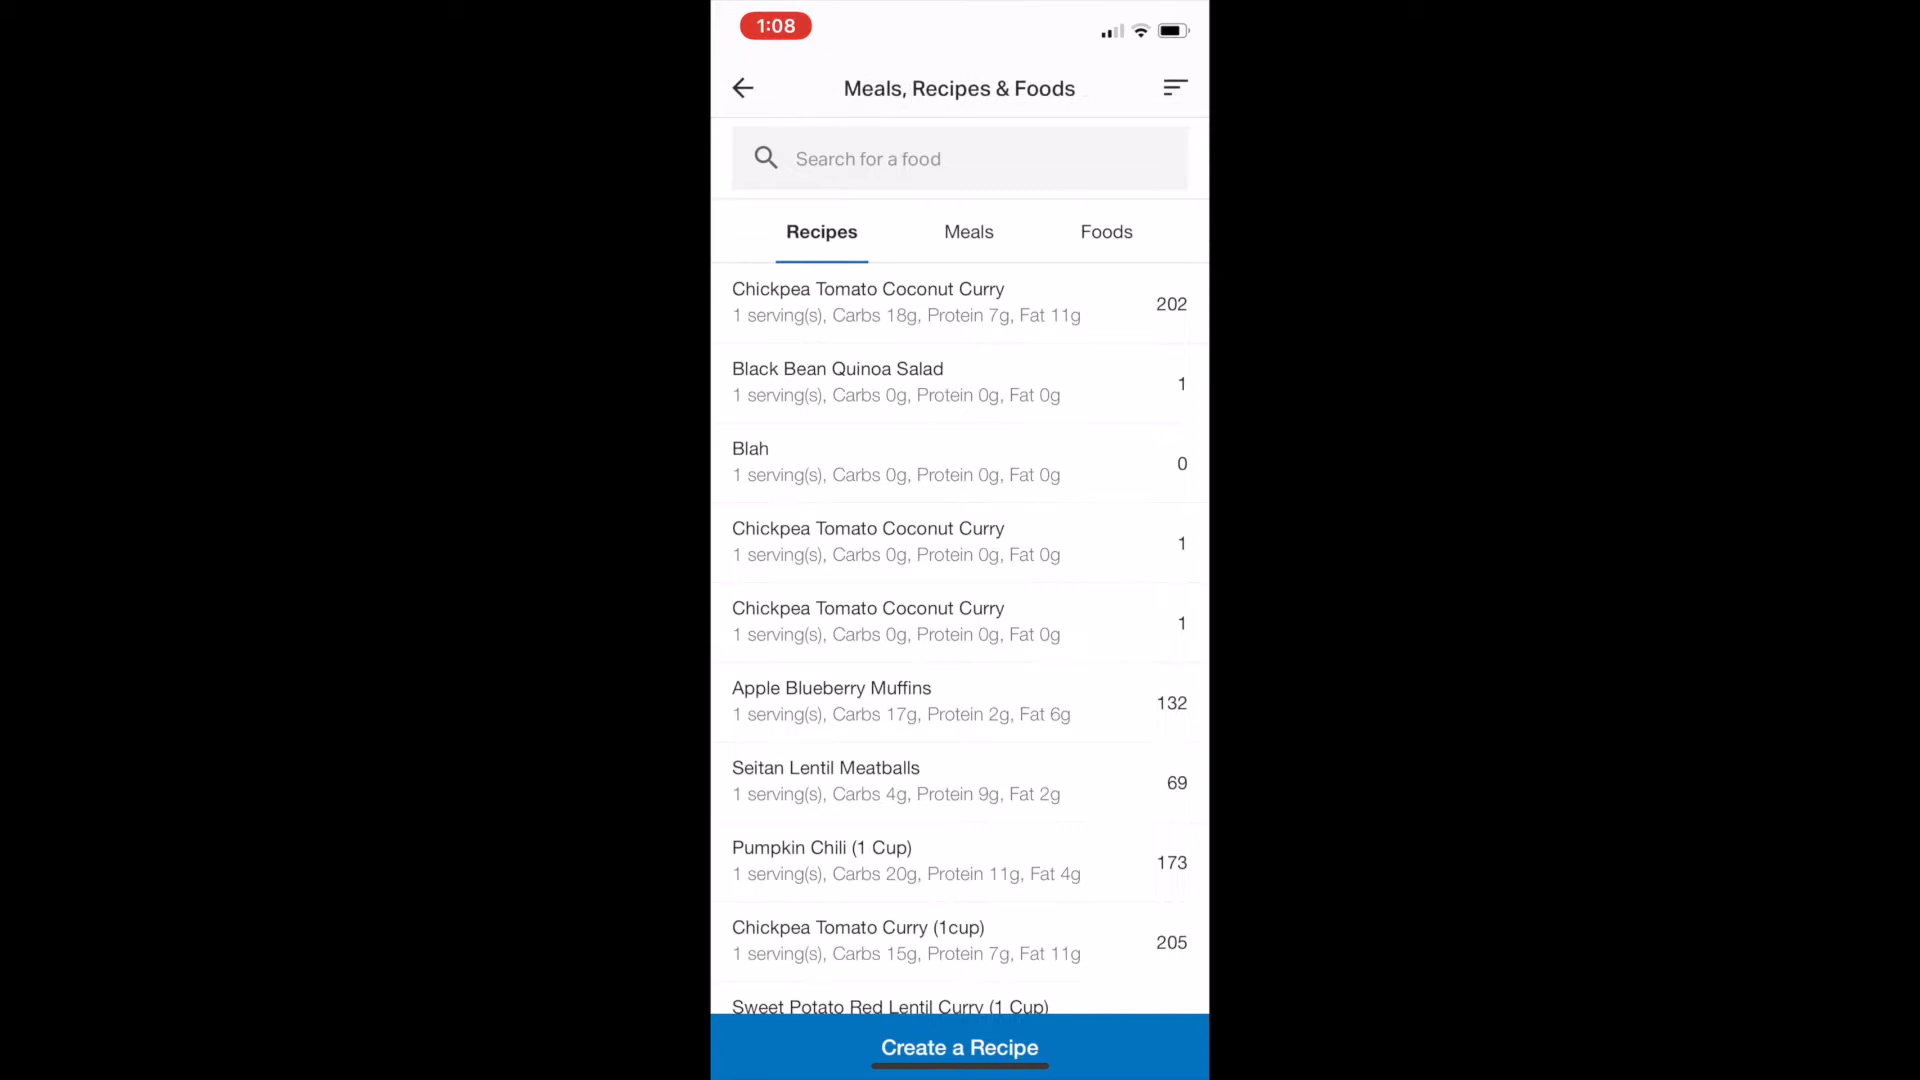 1:08
Meals, Recipes & Foods
Search for a food
Recipes Meals Foods
Chickpea Tomato Coconut Curry
1 serving(s), Carbs 18g, Protein 7g, Fat 11g
202
Black Bean Quinoa Salad
1 serving(s), Carbs 0g, Protein 0g, Fat 0g
1
Blah
1 serving(s), Carbs 0g, Protein 0g, Fat 0g
0
Chickpea Tomato Coconut Curry
1 serving(s), Carbs 0g, Protein 0g, Fat 0g
1
Chickpea Tomato Coconut Curry
1 serving(s), Carbs 0g, Protein 0g, Fat 0g
1
Apple Blueberry Muffins
1 serving(s), Carbs 17g, Protein 2g, Fat 6g
132
Seitan Lentil Meatballs
1 serving(s), Carbs 4g, Protein 9g, Fat 2g
69
Pumpkin Chili (1 Cup)
1 serving(s), Carbs 20g, Protein 11g, Fat 4g
173
Chickpea Tomato Curry (1cup)
1 serving(s), Carbs 15g, Protein 7g, Fat 11g
205
Sweet Potato Red Lentil Curry (1 Cup)
Create a Recipe